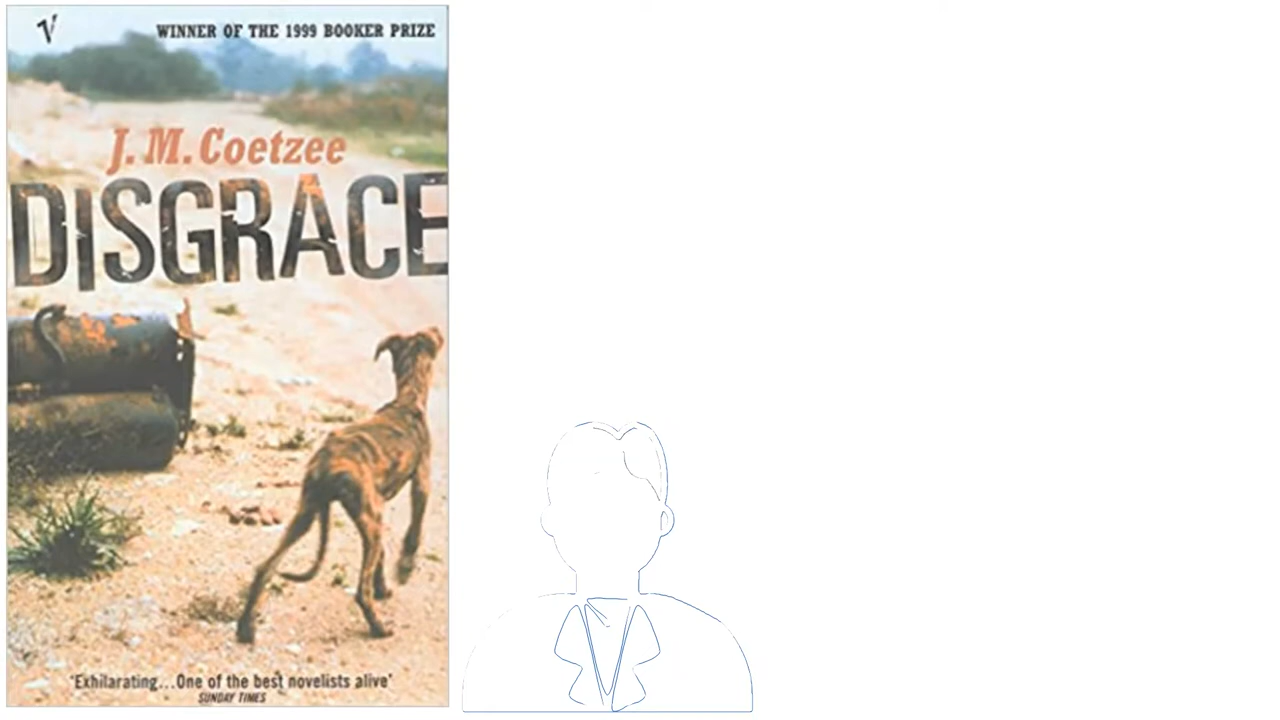 WINNER OF THE 1999 BOOKER PRIZE
J. M. Coetzee
DISGRACE
'Exhilarating...One of the best novelists alive'
SUNDAY TIMES